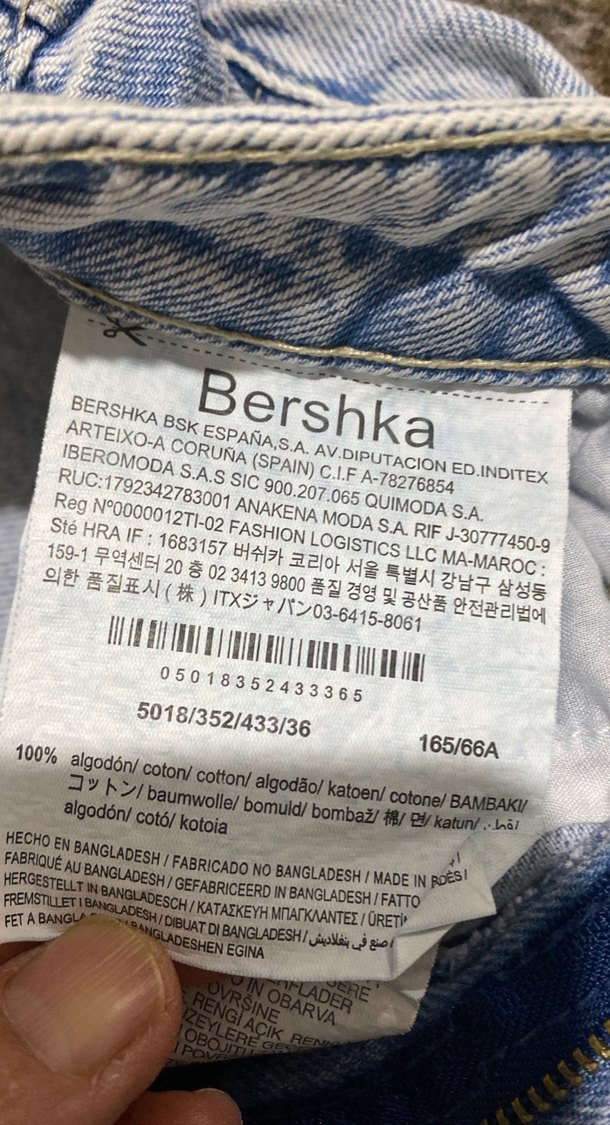 Bershka
BERSHKA BSK ESPAÑA,S.A. AV.DIPUTACION ED.INDITEX
ARTEIXO-A CORUÑA (SPAIN) C.I.F A-78276854
IBEROMODA S.A.S SIC 900.207.065 QUIMODA S.A.
RUC:1792342783001 ANAKENA MODA S.A. RIF J-30777450-9
Reg Nº0000012TI-02 FASHION LOGISTICS LLC MA-MAROC :
Sté HRA IF : 1683157 버쉬카 코리아 서울 특별시 강남구 삼성동
159-1 무역센터 20 층 02 3413 9800 품질 경영 및 공산품 안전관리법에
의한 품질표시 ( 株 ) ITXジャパン03-6415-8061
05018352433365
5018/352/433/36
165/66A
100% algodón/ coton/ cotton/ algodão/ katoen/ cotone/ BAMBAKI/
コットン/ baumwolle/ bomuld/ bombaž/ 棉/ 면/ katun/
algodón/ cotó/ kotoia
HECHO EN BANGLADESH / FABRICADO NO BANGLADESH / MADE IN
FABRIQUÉ AU BANGLADESH / GEFABRICEERD IN BANGLADESH / FATTO
HERGESTELLT IN BANGLADESCH / ΚΑΤΑΣΚΕΥΗ ΜΠΑΓΚΛΑΝΤΕΣ /
FREMSTILLET I BANGLADESH / DIBUAT DI BANGLADESH / صنع في بنغلاديش/
FET A BANGLADESHEN EGINA
IN OBARVA
OVRŠINE
RENGİ AÇIK